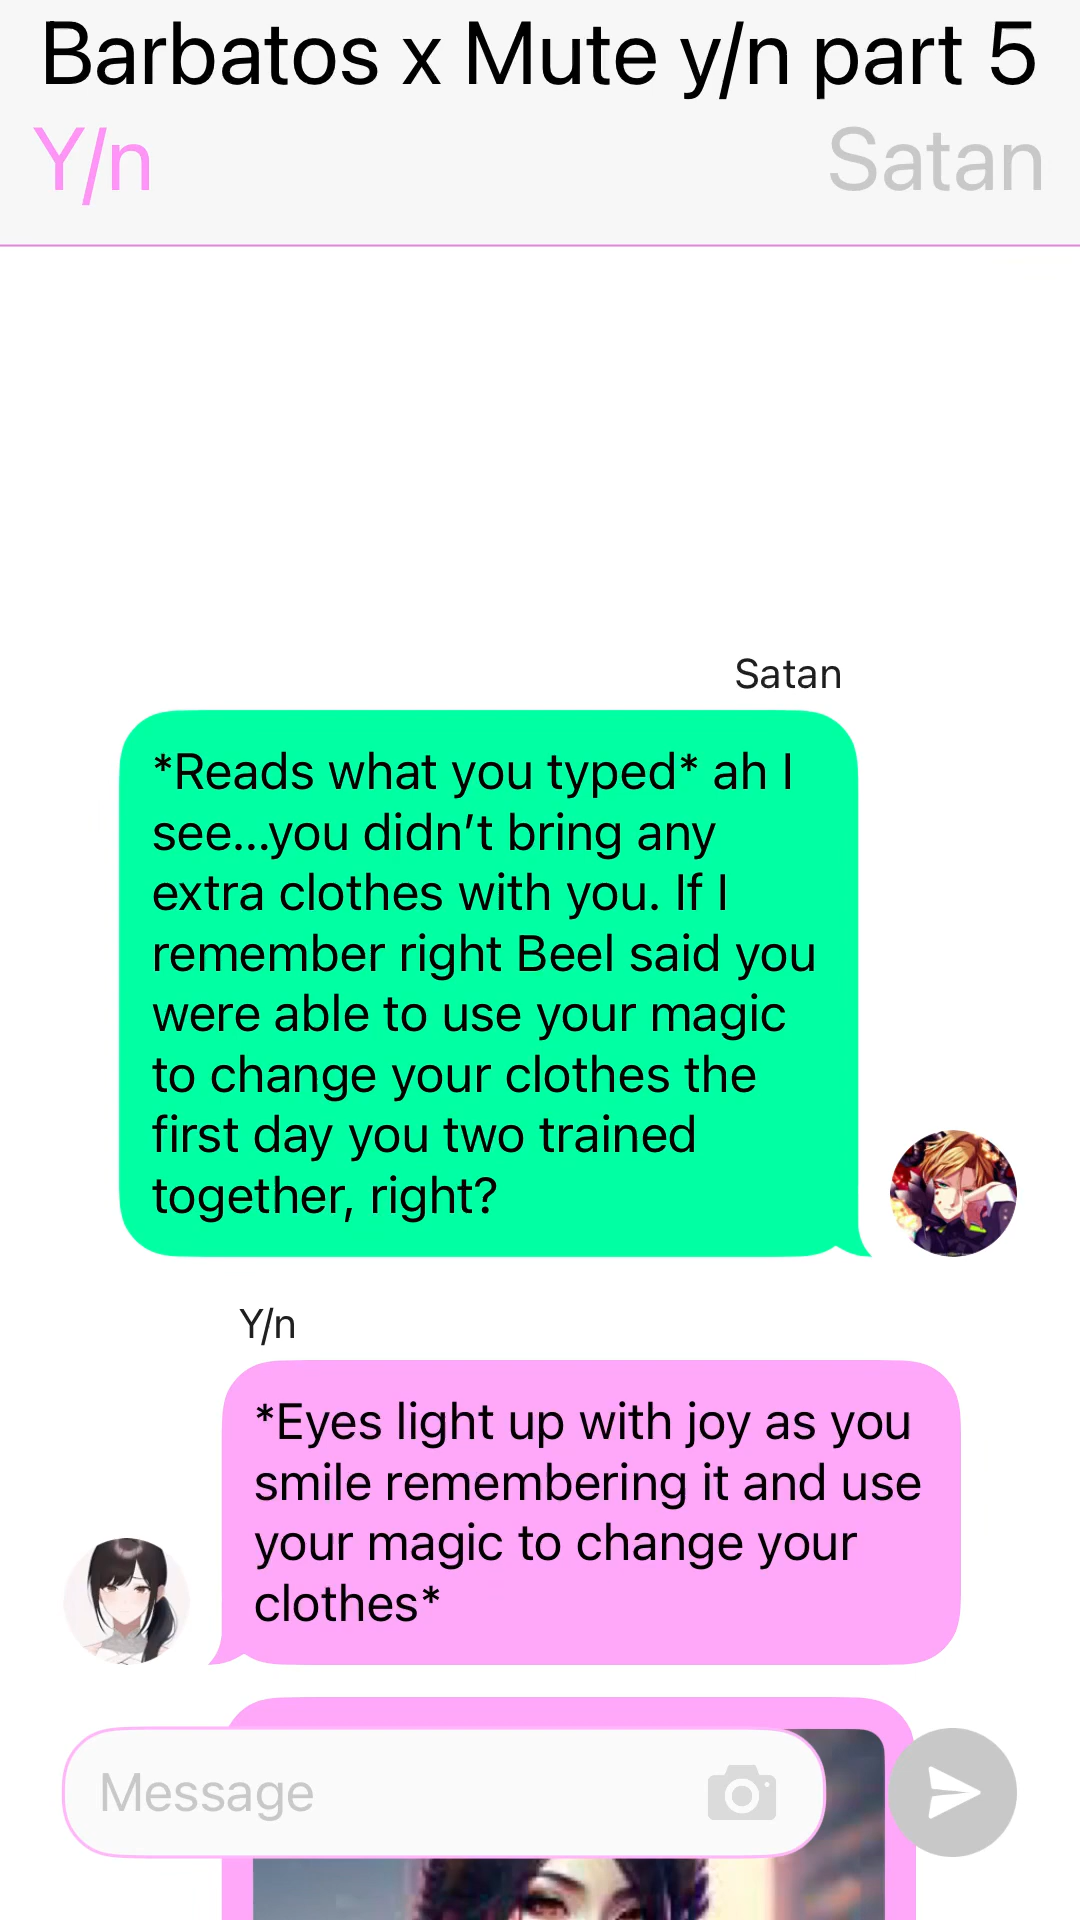 Barbatos x Mute y/n part 5
Y/n
Satan
Satan
*Reads what you typed* ah I
see...you didn’t bring any
extra clothes with you. If I
remember right Beel said you
were able to use your magic
to change your clothes the
first day you two trained
together, right?
Y/n
*Eyes light up with joy as you
smile remembering it and use
your magic to change your
clothes*
Message